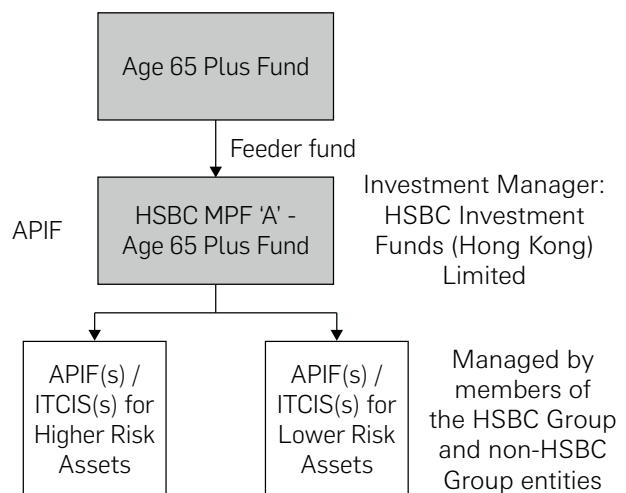 Age 65 Plus Fund
Feeder fund
APIF
HSBC MPF ‘A’ -
Age 65 Plus Fund
Investment Manager:
HSBC Investment
Funds (Hong Kong)
Limited
APIF(s) /
ITCIS(s) for
Higher Risk
Assets
APIF(s) /
ITCIS(s) for
Lower Risk
Assets
Managed by
members of
the HSBC Group
and non-HSBC
Group entities